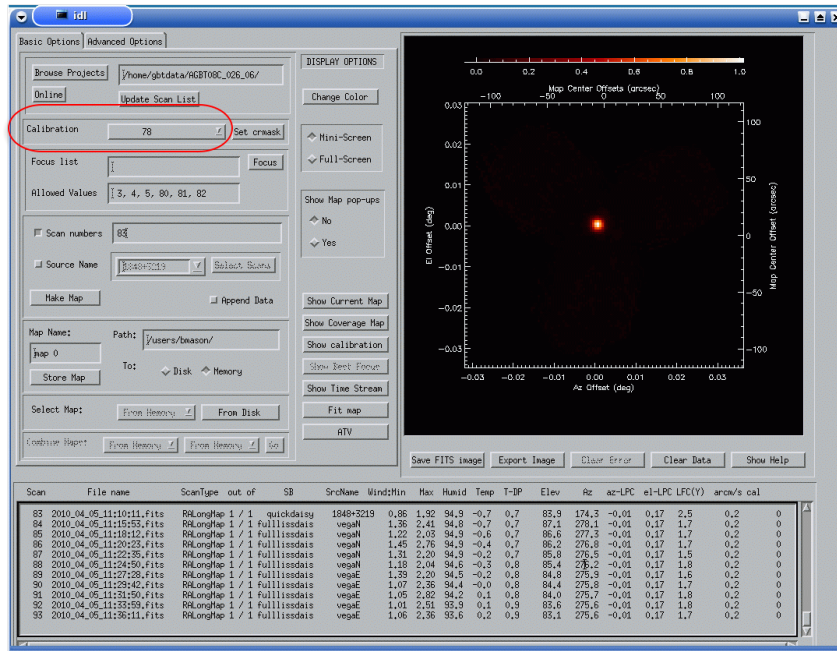 idl
Basic Options Advanced Options
Browse Projects /home/gbtdata/AGBT08C_026_06/
Online Update Scan List
Calibration 78 Set crmask
Focus list Focus
Allowed Values 3, 4, 5, 80, 81, 82
Scan numbers 83
Source Name 1848+3219 Select Scans
Make Map Append Data
Map Name: Path: /users/bmason/
map 0 To: Disk Memory
Store Map
Select Map: From Memory From Disk
Combine Maps: From Memory From Memory Go
DISPLAY OPTIONS
Change Color
Mini-Screen
Full-Screen
Show Map pop-ups
No
Yes
Show Current Map
Show Coverage Map
Show calibration
Show Best Focus
Show Time Stream
Fit map
ATV
0.0 0.2 0.4 0.6 0.8 1.0
Map Center Offsets (arcsec)
-100 -50 0 50 100
0.03
0.02
0.01
0.00
-0.01
-0.02
-0.03
El Offset (deg)
100
50
0
-50
-100
Map Center Offset (arcsec)
-0.03 -0.02 -0.01 0.00 0.01 0.02 0.03
Az Offset (deg)
Save FITS image Export Image Clear Error Clear Data Show Help
Scan File name ScanType out of SB SrcName Wind:Min Max Humid Temp T-DP Elev Az az-LPC el-LPC LFC(Y) arcm/s cal
83 2010_04_05_11:10:11.fits RALongMap 1 / 1 quickdaisy 1848+3219 0.86 1.92 94.9 -0.7 0.7 83.9 174.3 -0.01 0.17 2.5 0.2 0
84 2010_04_05_11:15:53.fits RALongMap 1 / 1 fulllissdais vegaN 1.36 2.41 94.8 -0.7 0.7 87.1 278.1 -0.01 0.17 1.7 0.2 0
85 2010_04_05_11:18:12.fits RALongMap 1 / 1 fulllissdais vegaN 1.22 2.03 94.9 -0.6 0.7 86.6 277.3 -0.01 0.17 1.7 0.2 0
86 2010_04_05_11:20:23.fits RALongMap 1 / 1 fulllissdais vegaN 1.45 2.76 94.9 -0.4 0.7 86.2 276.8 -0.01 0.17 1.7 0.2 0
87 2010_04_05_11:22:35.fits RALongMap 1 / 1 fulllissdais vegaN 1.31 2.20 94.9 -0.2 0.7 85.8 276.5 -0.01 0.17 1.5 0.2 0
88 2010_04_05_11:24:50.fits RALongMap 1 / 1 fulllissdais vegaN 1.18 2.04 94.6 -0.3 0.8 85.4 276.2 -0.01 0.17 1.8 0.2 0
89 2010_04_05_11:27:28.fits RALongMap 1 / 1 fulllissdais vegaE 1.39 2.20 94.5 -0.2 0.8 84.8 275.9 -0.01 0.17 1.6 0.2 0
90 2010_04_05_11:29:42.fits RALongMap 1 / 1 fulllissdais vegaE 1.07 2.36 94.4 -0.0 0.8 84.4 275.8 -0.01 0.17 1.7 0.2 0
91 2010_04_05_11:31:50.fits RALongMap 1 / 1 fulllissdais vegaE 1.05 2.82 94.2 0.1 0.8 84.0 275.7 -0.01 0.17 1.8 0.2 0
92 2010_04_05_11:33:59.fits RALongMap 1 / 1 fulllissdais vegaE 1.01 2.51 93.9 0.1 0.9 83.6 275.6 -0.01 0.17 1.8 0.2 0
93 2010_04_05_11:36:11.fits RALongMap 1 / 1 fulllissdais vegaE 1.06 2.36 93.6 0.2 0.9 83.1 275.6 -0.01 0.17 1.7 0.2 0